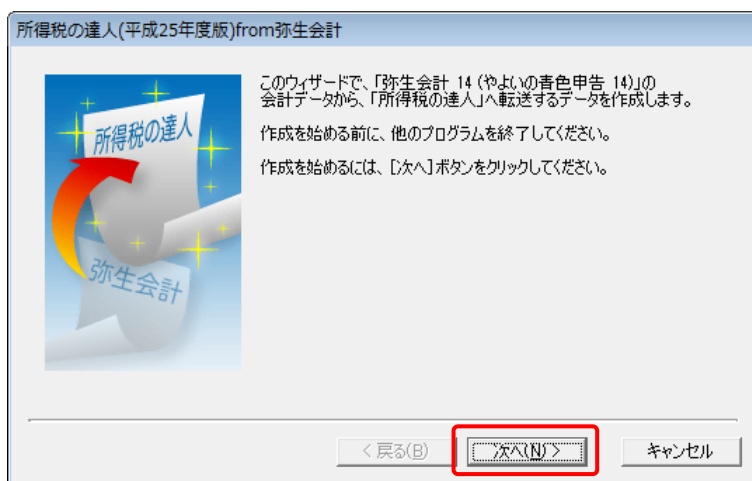 所得税の達人(平成25年度版)from弥生会計
所得税の達人
弥生会計
このウィザードで、「弥生会計 14 (やよいの青色申告 14)」の
会計データから、「所得税の達人」へ転送するデータを作成します。
作成を始める前に、他のプログラムを終了してください。
作成を始めるには、[次へ]ボタンをクリックしてください。
< 戻る(B)
次へ(N) >
キャンセル